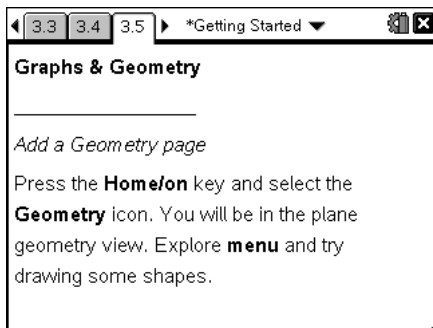 3.3 3.4 3.5 *Getting Started
Graphs & Geometry
Add a Geometry page
Press the Home/on key and select the
Geometry icon. You will be in the plane
geometry view. Explore menu and try
drawing some shapes.